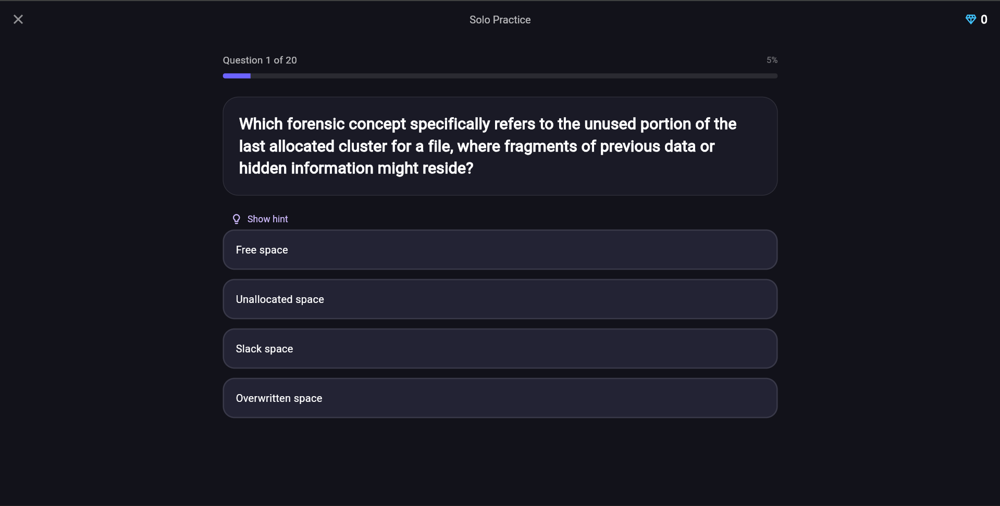 Solo Practice
0
Question 1 of 20
5%
Which forensic concept specifically refers to the unused portion of the
last allocated cluster for a file, where fragments of previous data or
hidden information might reside?
Show hint
Free space
Unallocated space
Slack space
Overwritten space